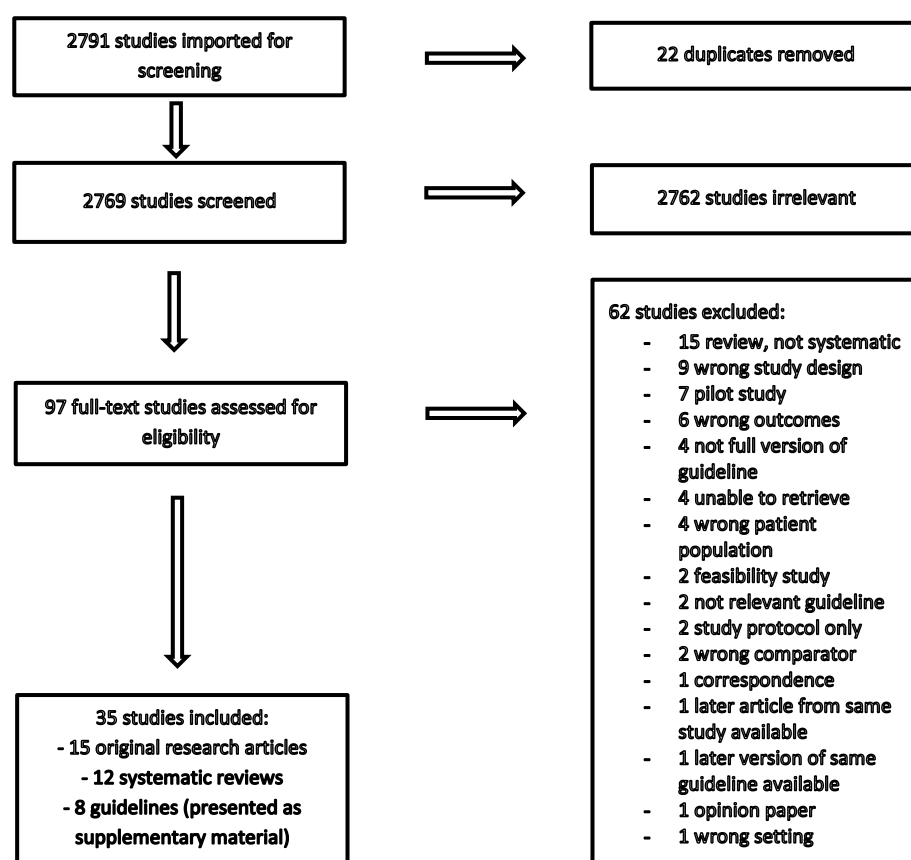 2791 studies imported for
screening
22 duplicates removed
2769 studies screened
2762 studies irrelevant
97 full-text studies assessed for
eligibility
62 studies excluded:
- 15 review, not systematic
- 9 wrong study design
- 7 pilot study
- 6 wrong outcomes
- 4 not full version of
guideline
- 4 unable to retrieve
- 4 wrong patient
population
- 2 feasibility study
- 2 not relevant guideline
- 2 study protocol only
- 2 wrong comparator
- 1 correspondence
- 1 later article from same
study available
- 1 later version of same
guideline available
- 1 opinion paper
- 1 wrong setting
35 studies included:
- 15 original research articles
- 12 systematic reviews
- 8 guidelines (presented as
supplementary material)